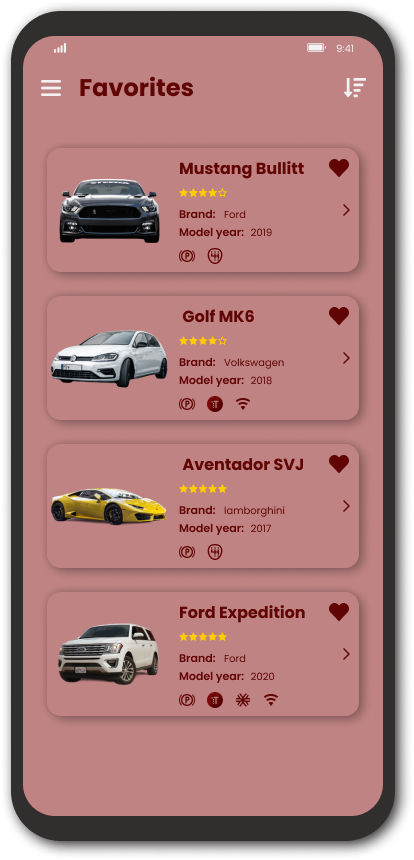 9:41
Favorites
Mustang Bullitt
Brand: Ford
Model year: 2019
Golf MK6
Brand: Volkswagen
Model year: 2018
Aventador SVJ
Brand: lamborghini
Model year: 2017
Ford Expedition
Brand: Ford
Model year: 2020